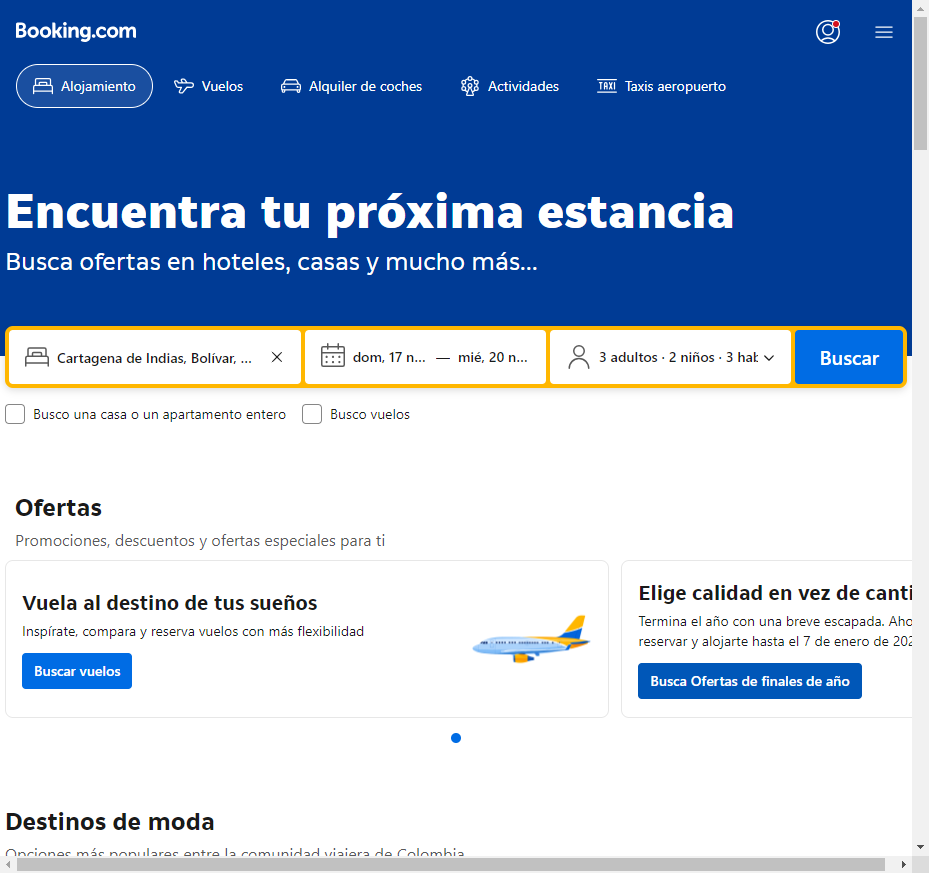 Booking.com
Alojamiento
Vuelos
Alquiler de coches
Actividades
TAXI Taxis aeropuerto
Encuentra tu próxima estancia
Busca ofertas en hoteles, casas y mucho más...
Cartagena de Indias, Bolívar, ...
dom, 17 n... — mié, 20 n...
3 adultos · 2 niños · 3 hab
Buscar
Busco una casa o un apartamento entero
Busco vuelos
Ofertas
Promociones, descuentos y ofertas especiales para ti
Vuela al destino de tus sueños
Inspírate, compara y reserva vuelos con más flexibilidad
Buscar vuelos
Elige calidad en vez de canti
Termina el año con una breve escapada. Aho
reservar y alojarte hasta el 7 de enero de 202
Busca Ofertas de finales de año
Destinos de moda
Opciones más populares entre la comunidad viajera de Colombia